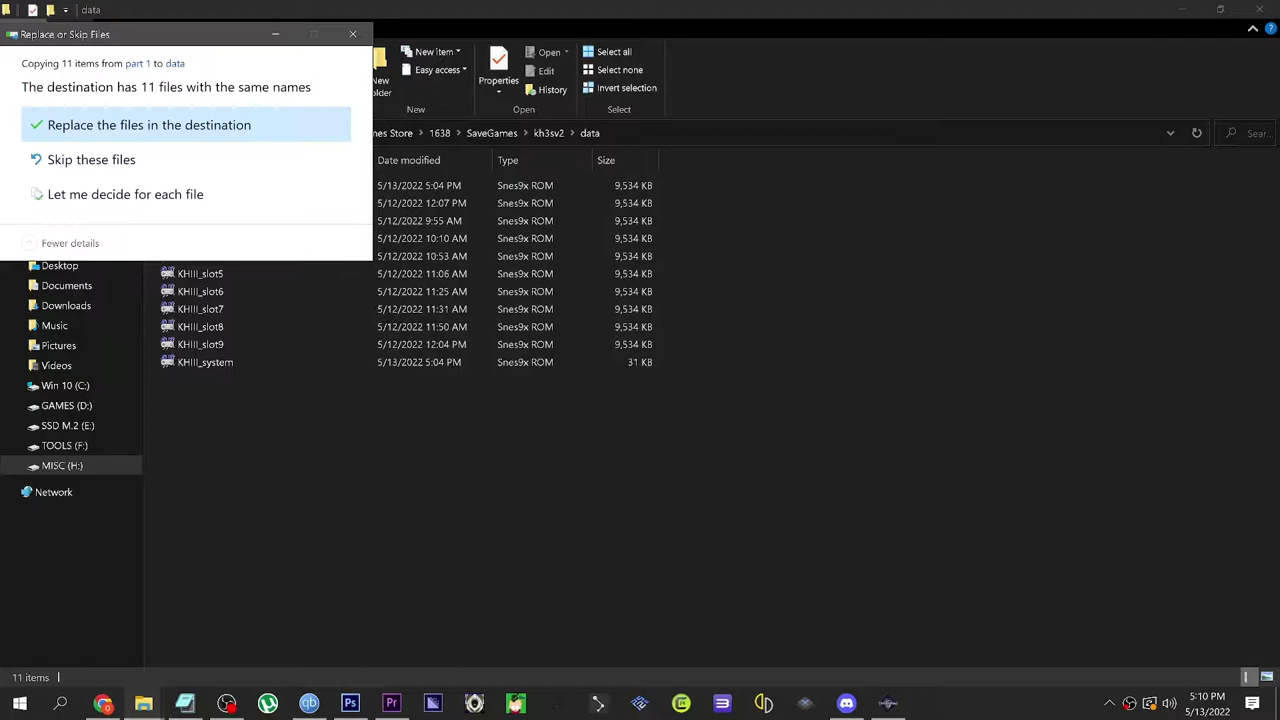 data
Replace or Skip Files
Copying 11 items from part 1 to data
The destination has 11 files with the same names
Replace the files in the destination
Skip these files
Let me decide for each file
Fewer details
New item
Easy access
New
New
Properties
Open
Edit
History
Open
Select all
Select none
Invert selection
Select
Store > 1638 > SaveGames > kh3sv2 > data
Sear...
Date modified Type Size
5/13/2022 5:04 PM Snes9x ROM 9,534 KB
5/12/2022 12:07 PM Snes9x ROM 9,534 KB
5/12/2022 9:55 AM Snes9x ROM 9,534 KB
5/12/2022 10:10 AM Snes9x ROM 9,534 KB
5/12/2022 10:53 AM Snes9x ROM 9,534 KB
KHIII_slot5 5/12/2022 11:06 AM Snes9x ROM 9,534 KB
KHIII_slot6 5/12/2022 11:25 AM Snes9x ROM 9,534 KB
KHIII_slot7 5/12/2022 11:31 AM Snes9x ROM 9,534 KB
KHIII_slot8 5/12/2022 11:50 AM Snes9x ROM 9,534 KB
KHIII_slot9 5/12/2022 12:04 PM Snes9x ROM 9,534 KB
KHIII_system 5/13/2022 5:04 PM Snes9x ROM 31 KB
Desktop
Documents
Downloads
Music
Pictures
Videos
Win 10 (C:)
GAMES (D:)
SSD M.2 (E:)
TOOLS (F:)
MISC (H:)
Network
11 items
qb
Ps
Pr
5:10 PM
5/13/2022